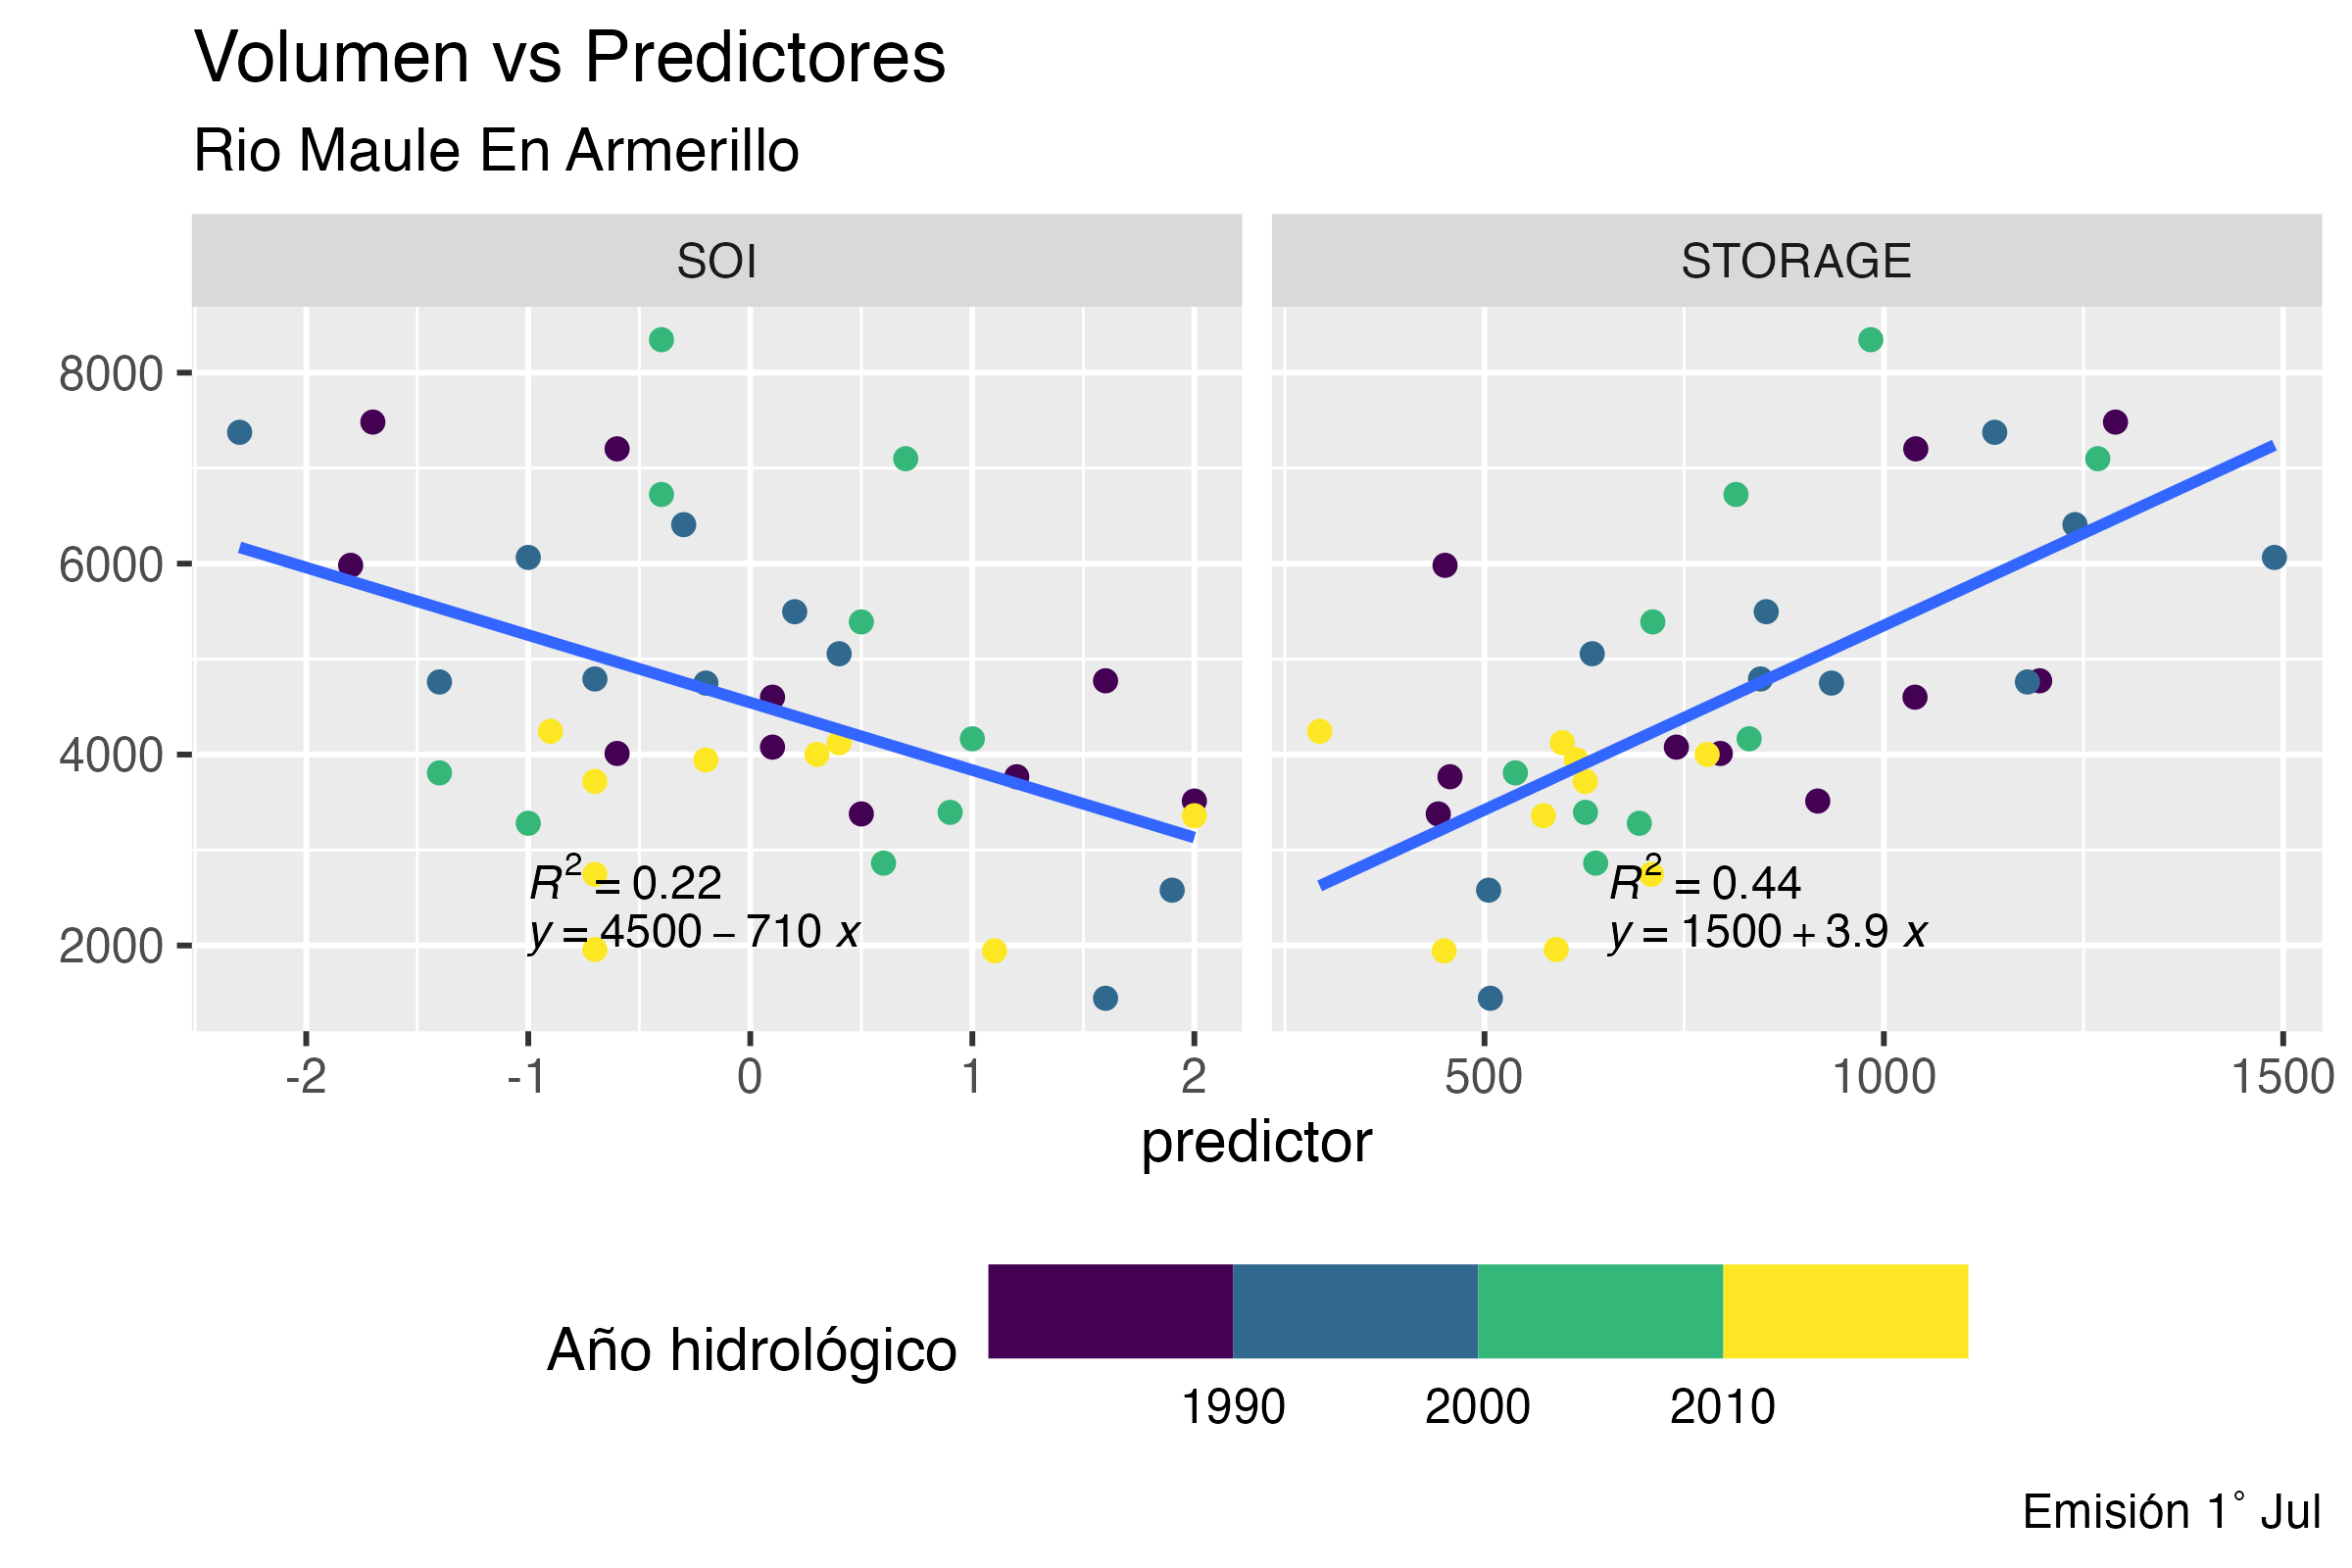 Volumen vs Predictores
Rio Maule En Armerillo
SOI
STORAGE
8000
6000
4000
2000
R² = 0.22
y = 4500 − 710 x
R² = 0.44
y = 1500 + 3.9 x
-2 -1 0 1 2
500 1000 1500
predictor
Año hidrológico
1990 2000 2010
Emisión 1° Jul